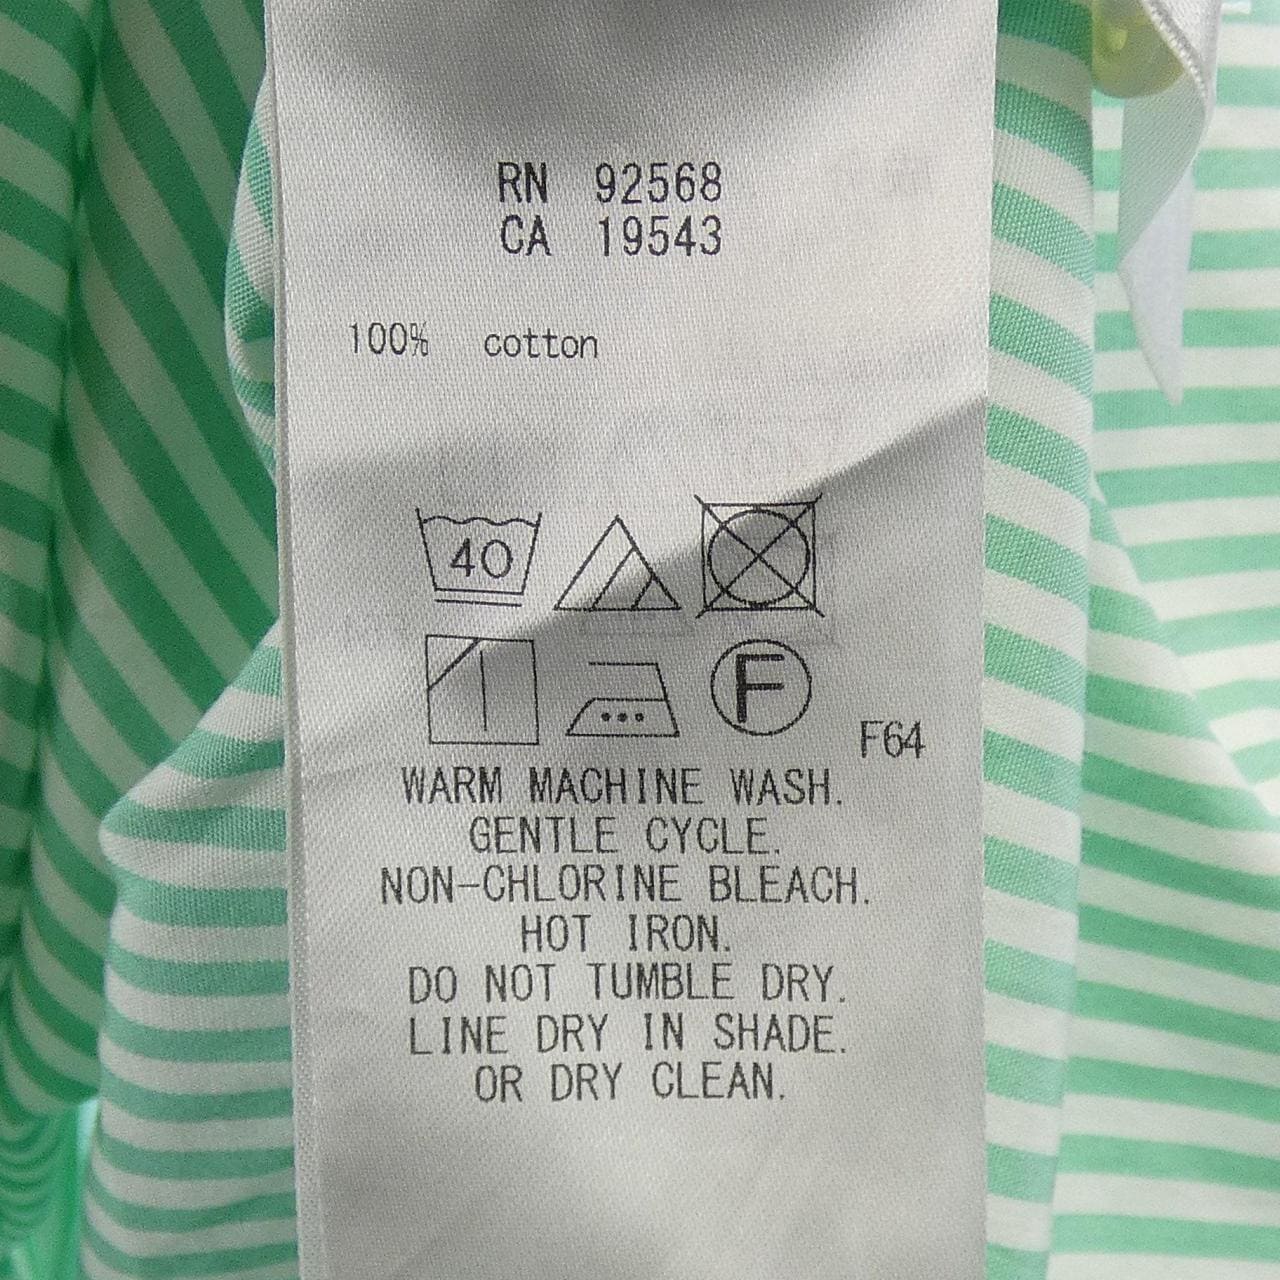 RN 92568
CA 19543
100% cotton
40
F
F64
WARM MACHINE WASH.
GENTLE CYCLE.
NON-CHLORINE BLEACH.
HOT IRON.
DO NOT TUMBLE DRY.
LINE DRY IN SHADE.
OR DRY CLEAN.